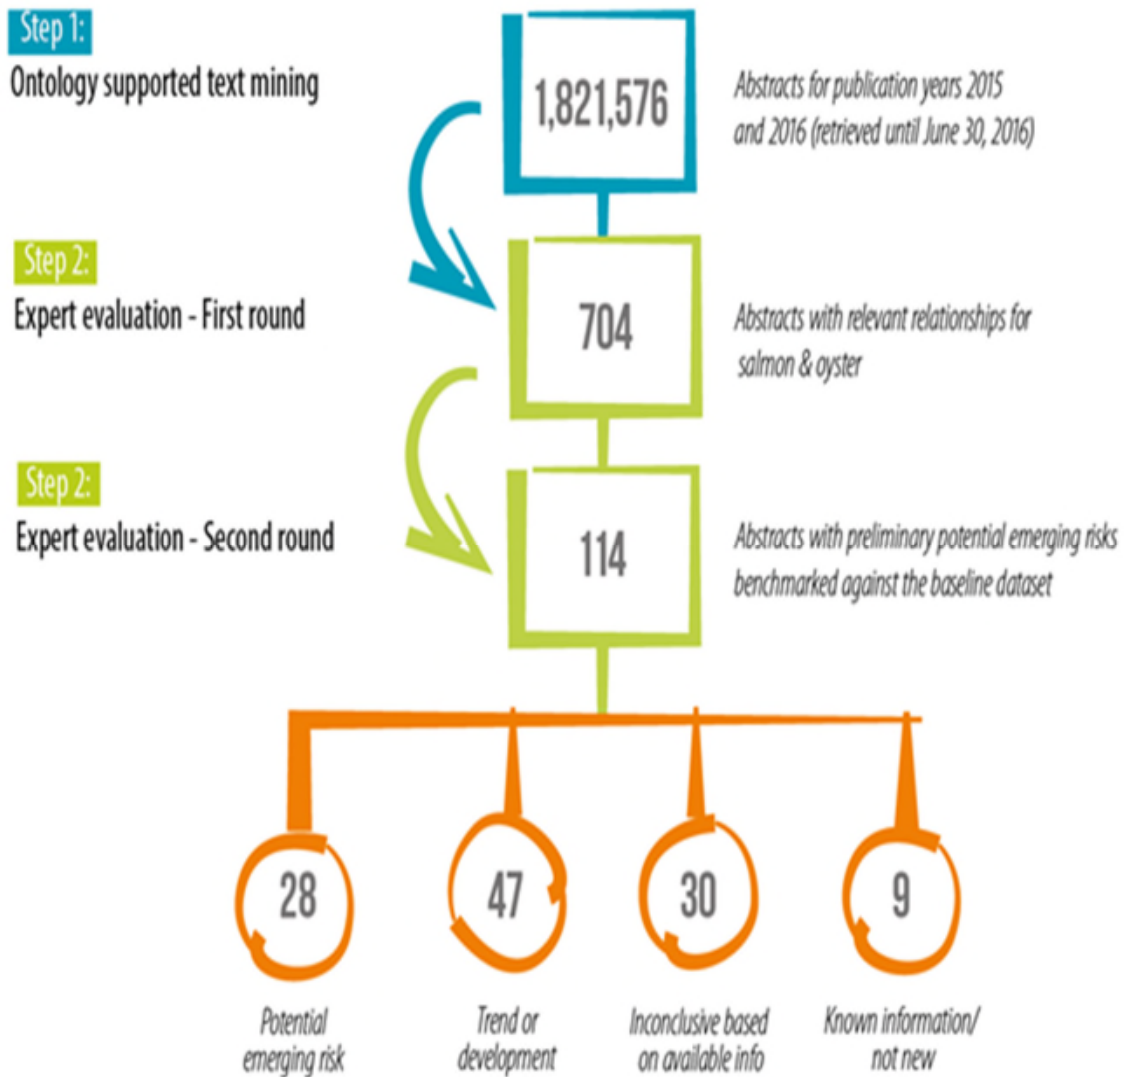 Step 1:
Ontology supported text mining
1,821,576
Abstracts for publication years 2015
and 2016 (retrieved until June 30, 2016)
Step 2:
Expert evaluation - First round
704
Abstracts with relevant relationships for
salmon & oyster
Step 2:
Expert evaluation - Second round
114
Abstracts with preliminary potential emerging risks
benchmarked against the baseline dataset
28
Potential
emerging risk
47
Trend or
development
30
Inconclusive based
on available info
9
Known information/
not new